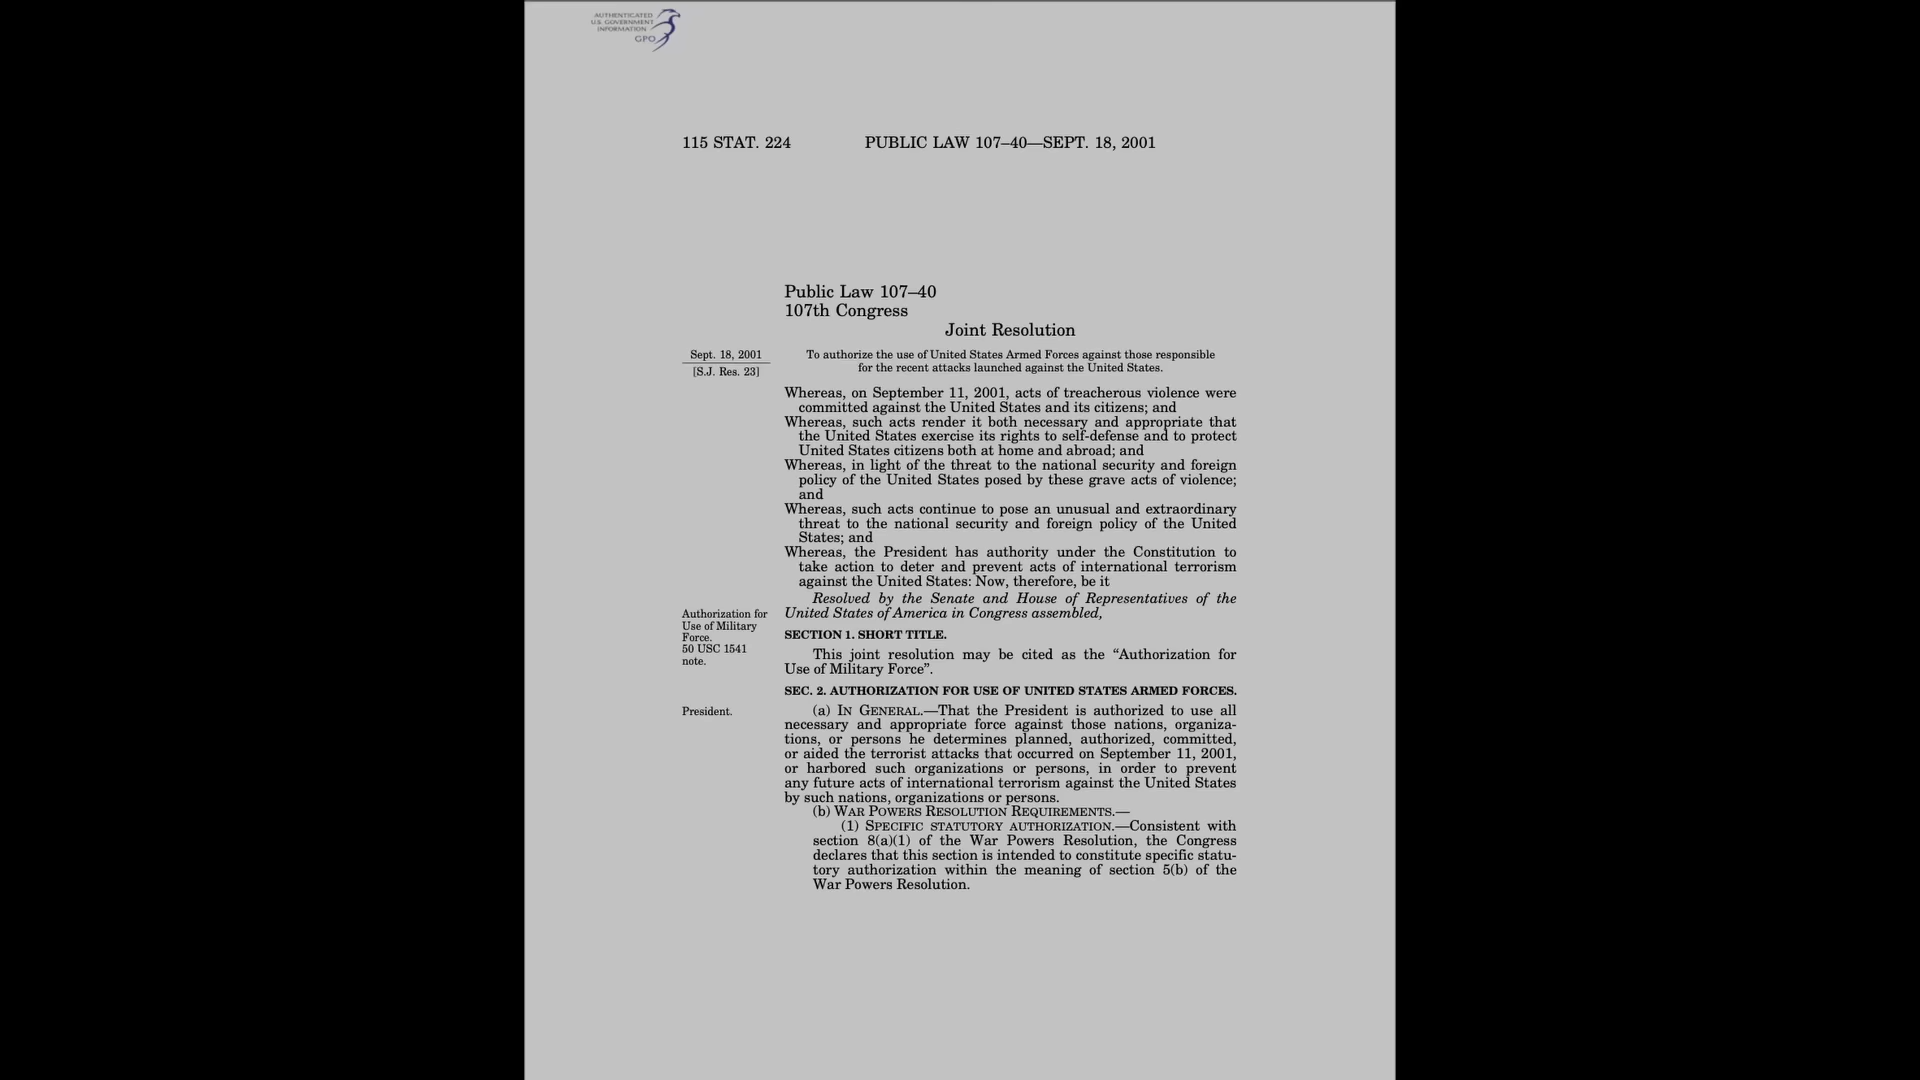 AUTHENTICATED
U.S. GOVERNMENT
INFORMATION
GPO
115 STAT. 224 PUBLIC LAW 107–40—SEPT. 18, 2001
Public Law 107–40
107th Congress
Joint Resolution
Sept. 18, 2001
[S.J. Res. 23]
To authorize the use of United States Armed Forces against those responsible
for the recent attacks launched against the United States.
Whereas, on September 11, 2001, acts of treacherous violence were
committed against the United States and its citizens; and
Whereas, such acts render it both necessary and appropriate that
the United States exercise its rights to self-defense and to protect
United States citizens both at home and abroad; and
Whereas, in light of the threat to the national security and foreign
policy of the United States posed by these grave acts of violence;
and
Whereas, such acts continue to pose an unusual and extraordinary
threat to the national security and foreign policy of the United
States; and
Whereas, the President has authority under the Constitution to
take action to deter and prevent acts of international terrorism
against the United States: Now, therefore, be it
Resolved by the Senate and House of Representatives of the
United States of America in Congress assembled,
Authorization for
Use of Military
Force.
50 USC 1541
note.
SECTION 1. SHORT TITLE.
This joint resolution may be cited as the “Authorization for
Use of Military Force”.
SEC. 2. AUTHORIZATION FOR USE OF UNITED STATES ARMED FORCES.
President.
(a) IN GENERAL.—That the President is authorized to use all
necessary and appropriate force against those nations, organiza-
tions, or persons he determines planned, authorized, committed,
or aided the terrorist attacks that occurred on September 11, 2001,
or harbored such organizations or persons, in order to prevent
any future acts of international terrorism against the United States
by such nations, organizations or persons.
(b) WAR POWERS RESOLUTION REQUIREMENTS.—
(1) SPECIFIC STATUTORY AUTHORIZATION.—Consistent with
section 8(a)(1) of the War Powers Resolution, the Congress
declares that this section is intended to constitute specific statu-
tory authorization within the meaning of section 5(b) of the
War Powers Resolution.